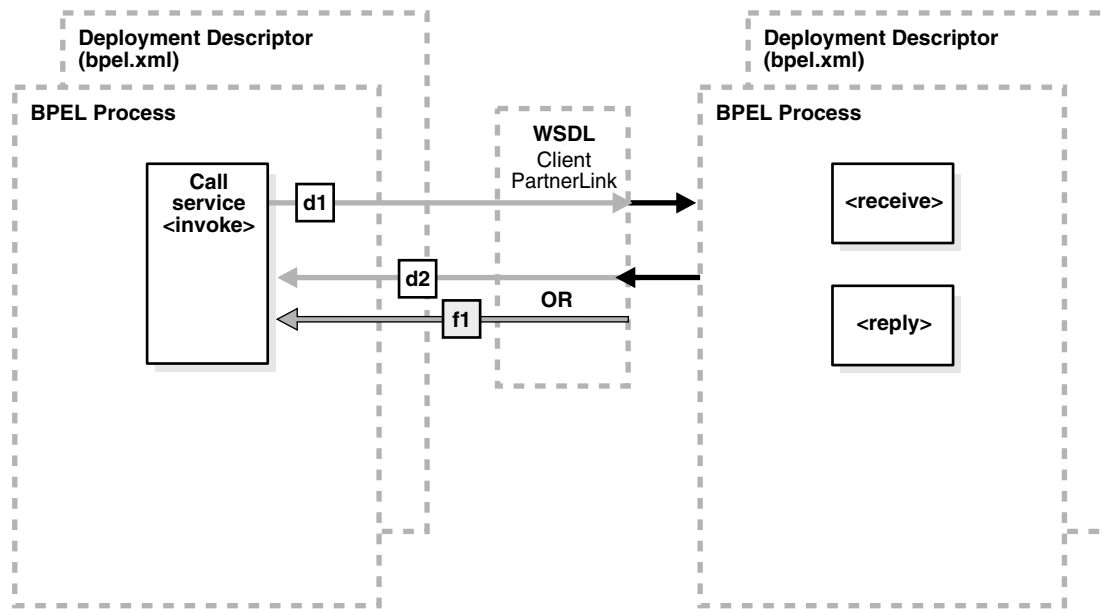 Deployment Descriptor
(bpel.xml)
BPEL Process
Call
service
<invoke>
d1
d2
f1
WSDL
Client
PartnerLink
OR
Deployment Descriptor
(bpel.xml)
BPEL Process
<receive>
<reply>